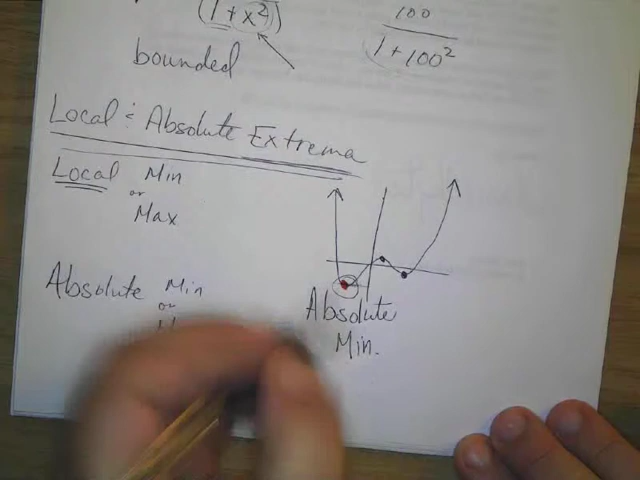 (1 + x²)
100
1 + 100²
bounded
Local : Absolute Extrema
Local Min
or
Max
Absolute Min
or
Absolute
Min.